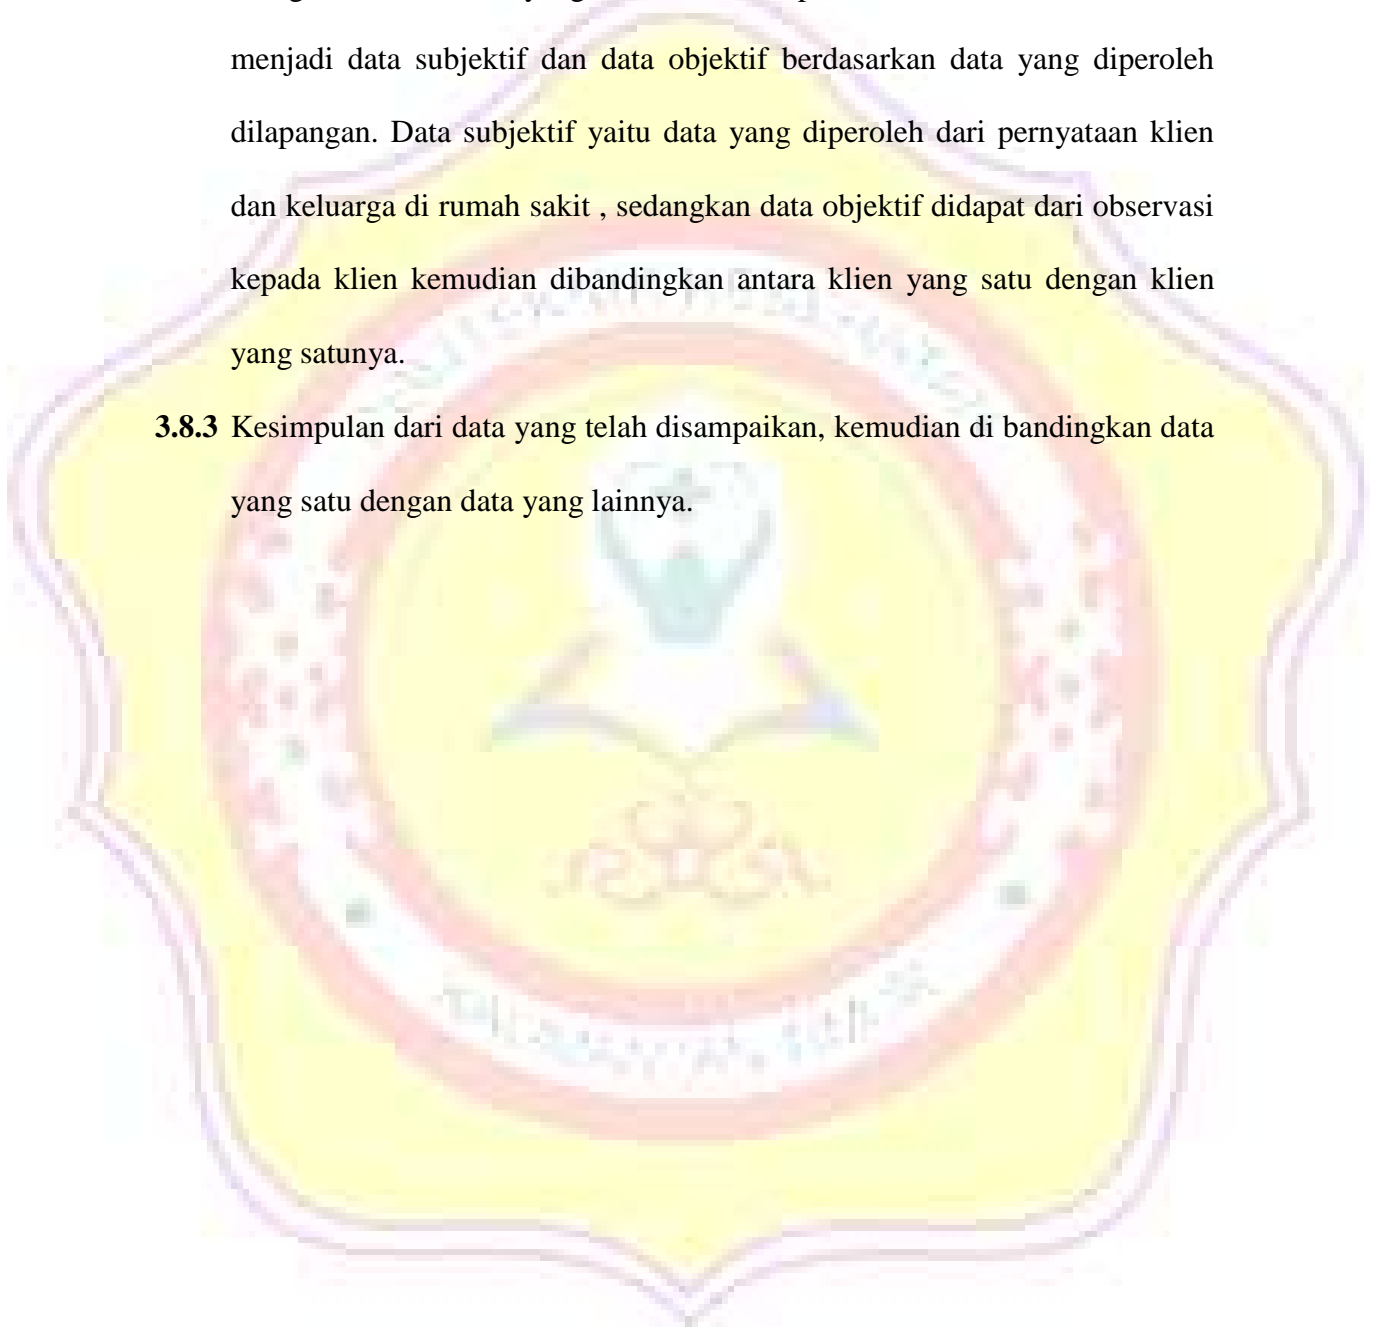 menjadi data subjektif dan data objektif berdasarkan data yang diperoleh
dilapangan. Data subjektif yaitu data yang diperoleh dari pernyataan klien
dan keluarga di rumah sakit , sedangkan data objektif didapat dari observasi
kepada klien kemudian dibandingkan antara klien yang satu dengan klien
yang satunya.
3.8.3 Kesimpulan dari data yang telah disampaikan, kemudian di bandingkan data
yang satu dengan data yang lainnya.